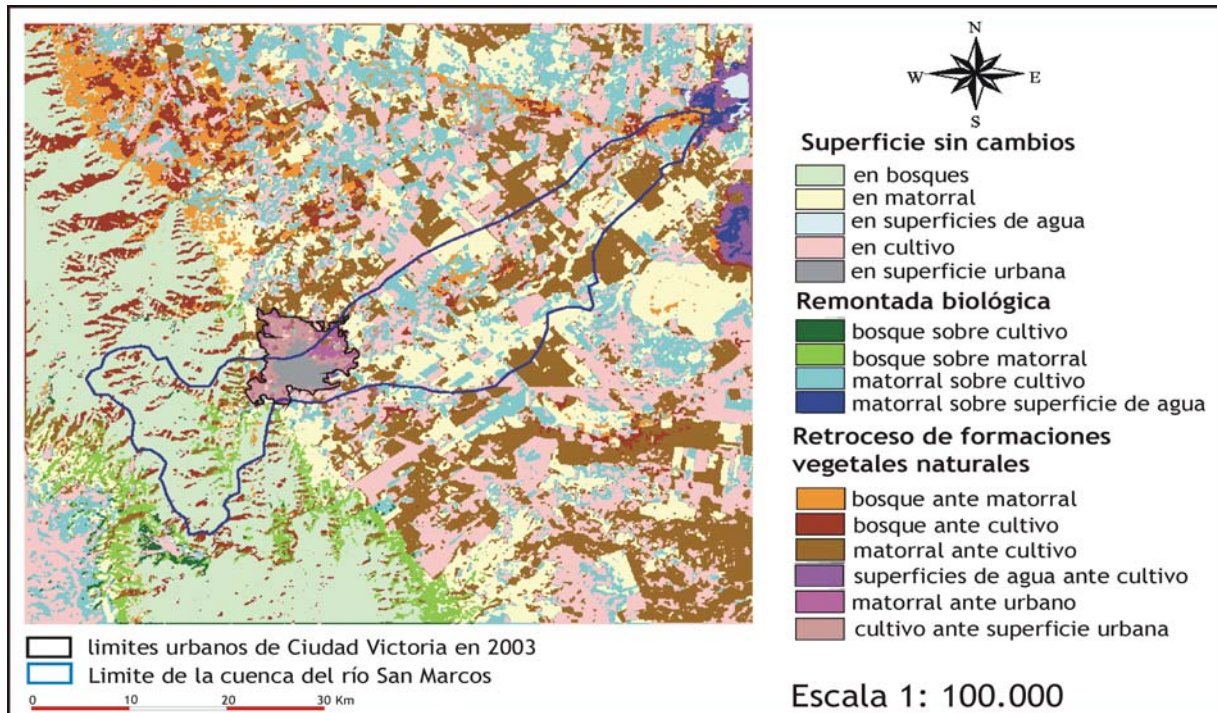 N
W E
S
Superficie sin cambios
en bosques
en matorral
en superficies de agua
en cultivo
en superficie urbana
Remontada biológica
bosque sobre cultivo
bosque sobre matorral
matorral sobre cultivo
matorral sobre superficie de agua
Retroceso de formaciones
vegetales naturales
bosque ante matorral
bosque ante cultivo
matorral ante cultivo
superficies de agua ante cultivo
matorral ante urbano
cultivo ante superficie urbana
limites urbanos de Ciudad Victoria en 2003
Limite de la cuenca del río San Marcos
0 10 20 30 Km
Escala 1: 100.000